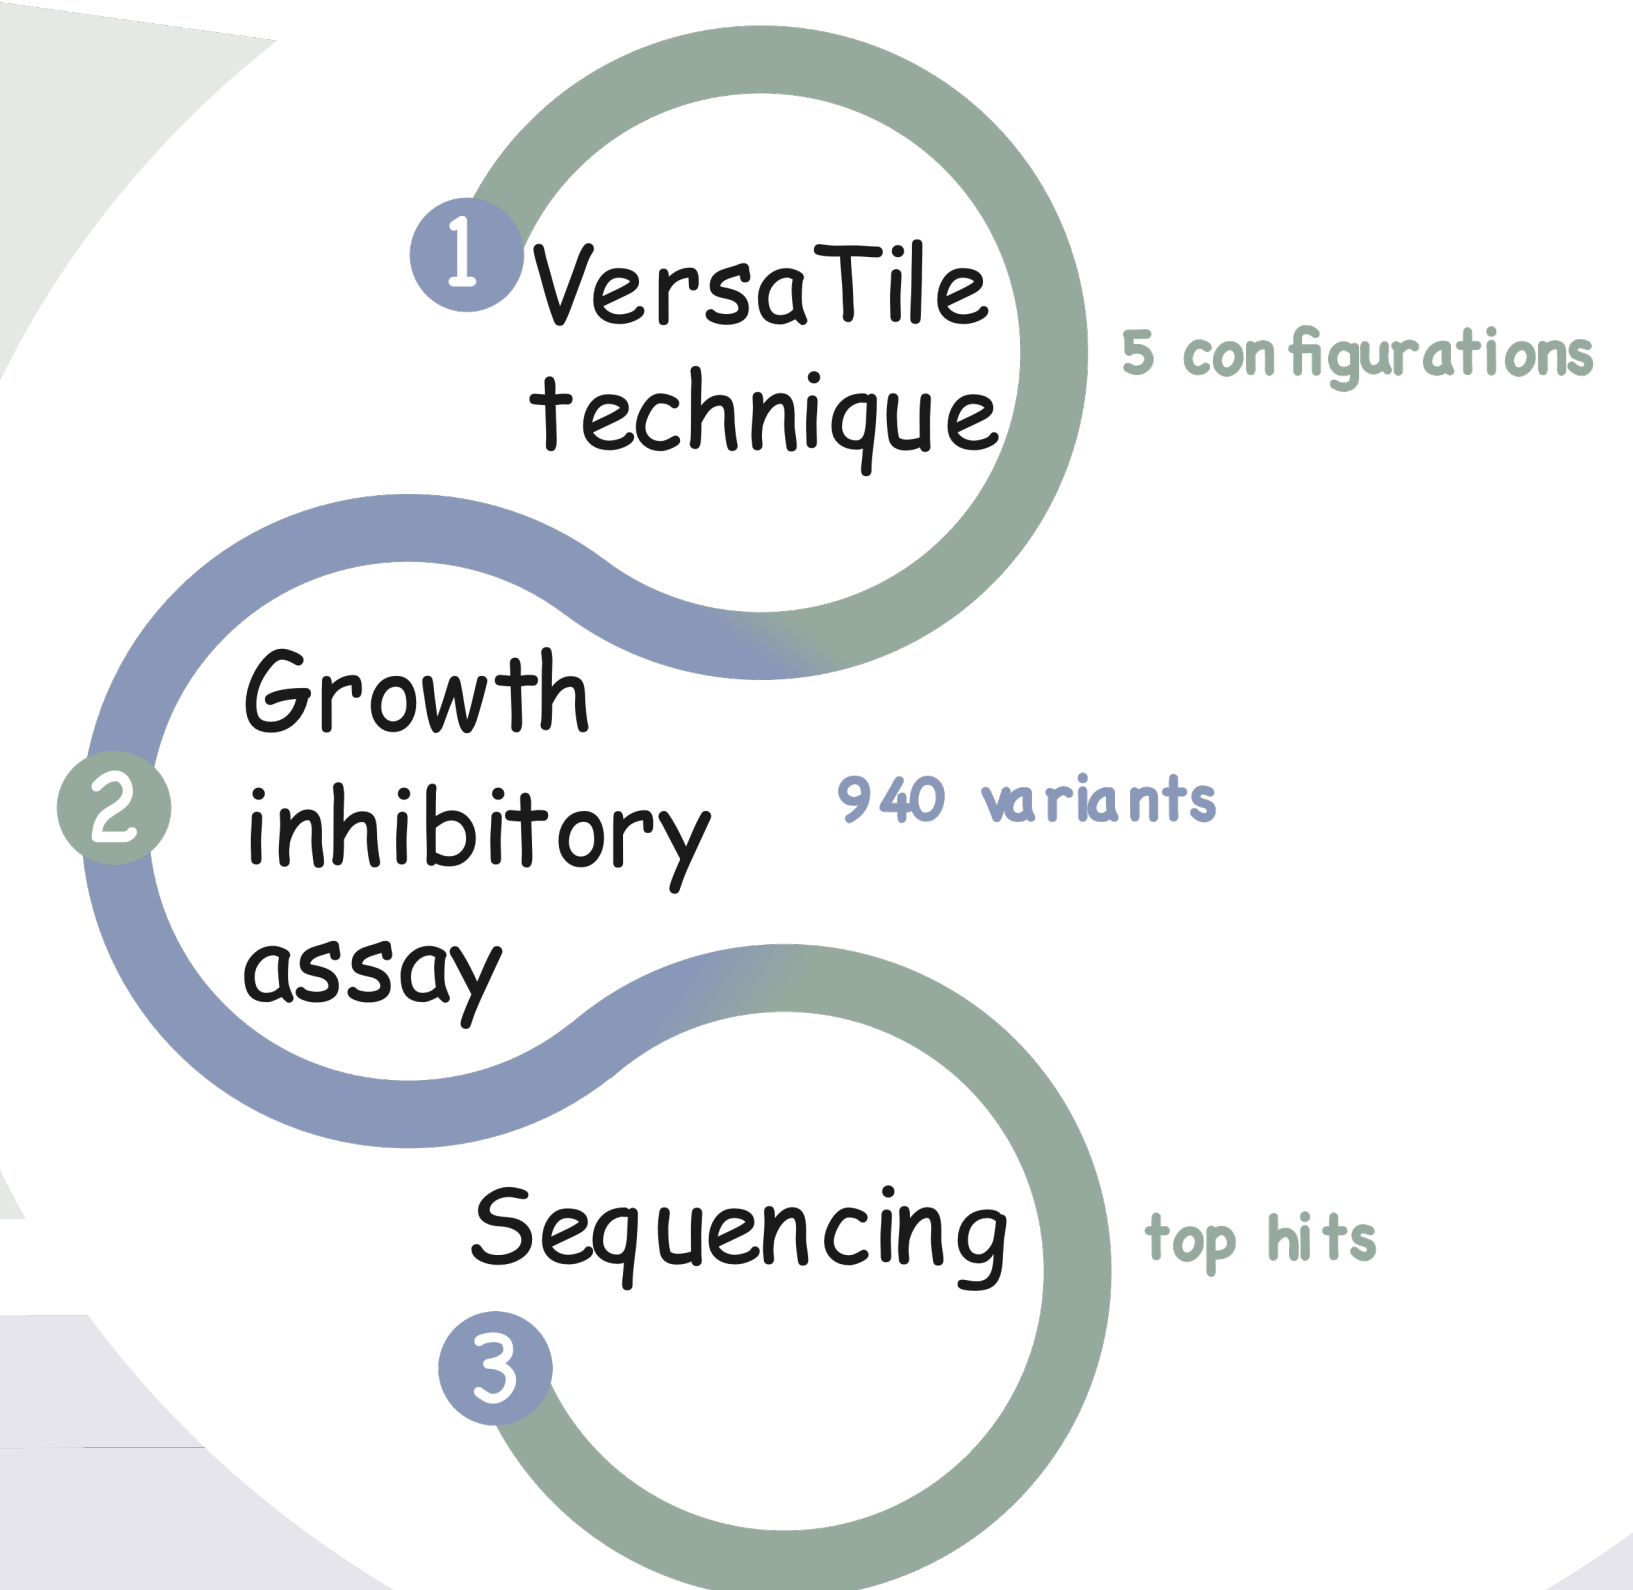 1
VersaTile
technique
5 configurations
2
Growth
inhibitory
assay
940 variants
Sequencing
top hits
3